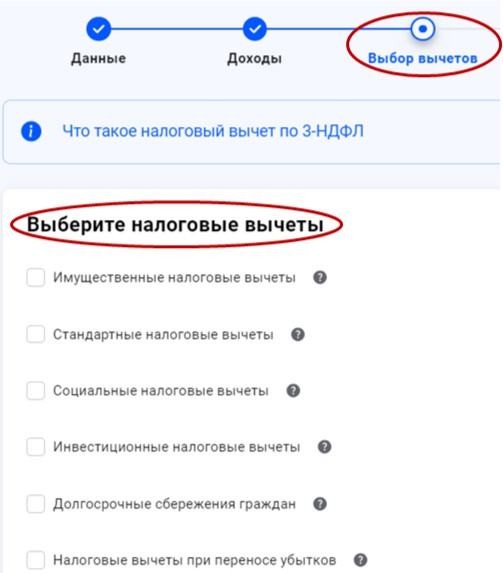 Данные Доходы Выбор вычетов
Что такое налоговый вычет по 3-НДФЛ
Выберите налоговые вычеты
Имущественные налоговые вычеты
Стандартные налоговые вычеты
Социальные налоговые вычеты
Инвестиционные налоговые вычеты
Долгосрочные сбережения граждан
Налоговые вычеты при переносе убытков